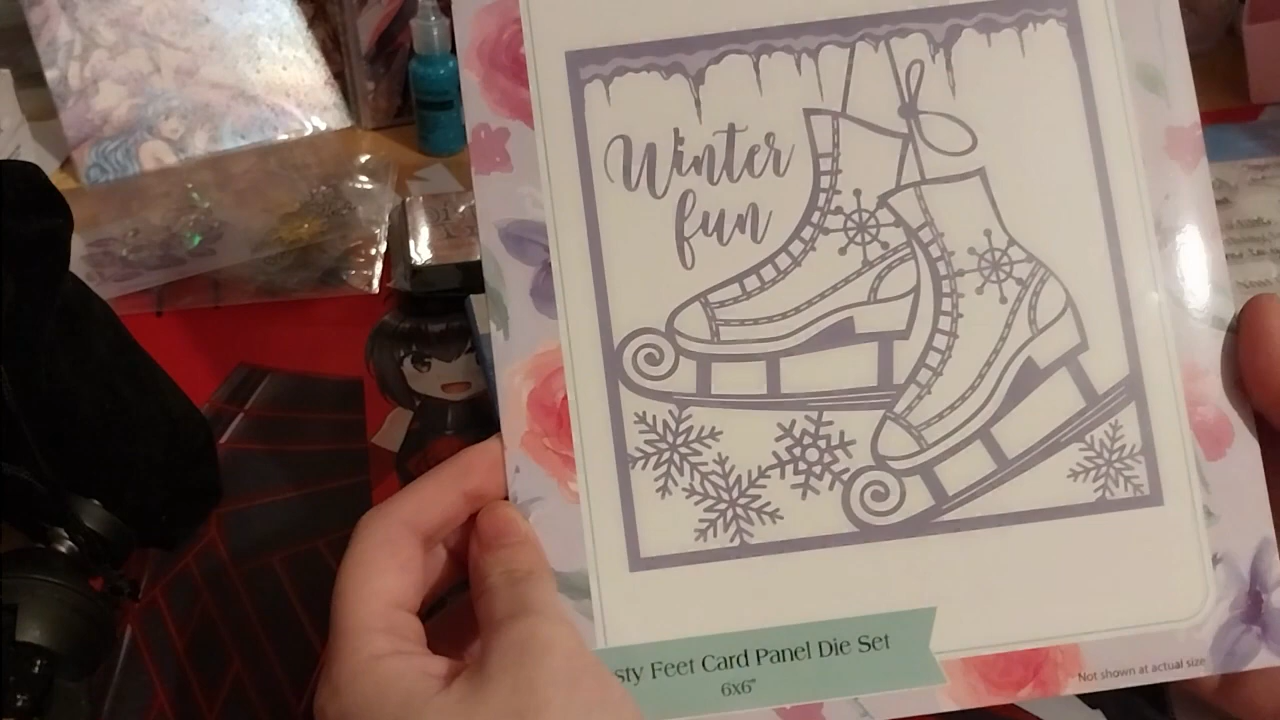 Winter
fun
sty Feet Card Panel Die Set
6x6"
Not shown at actual size